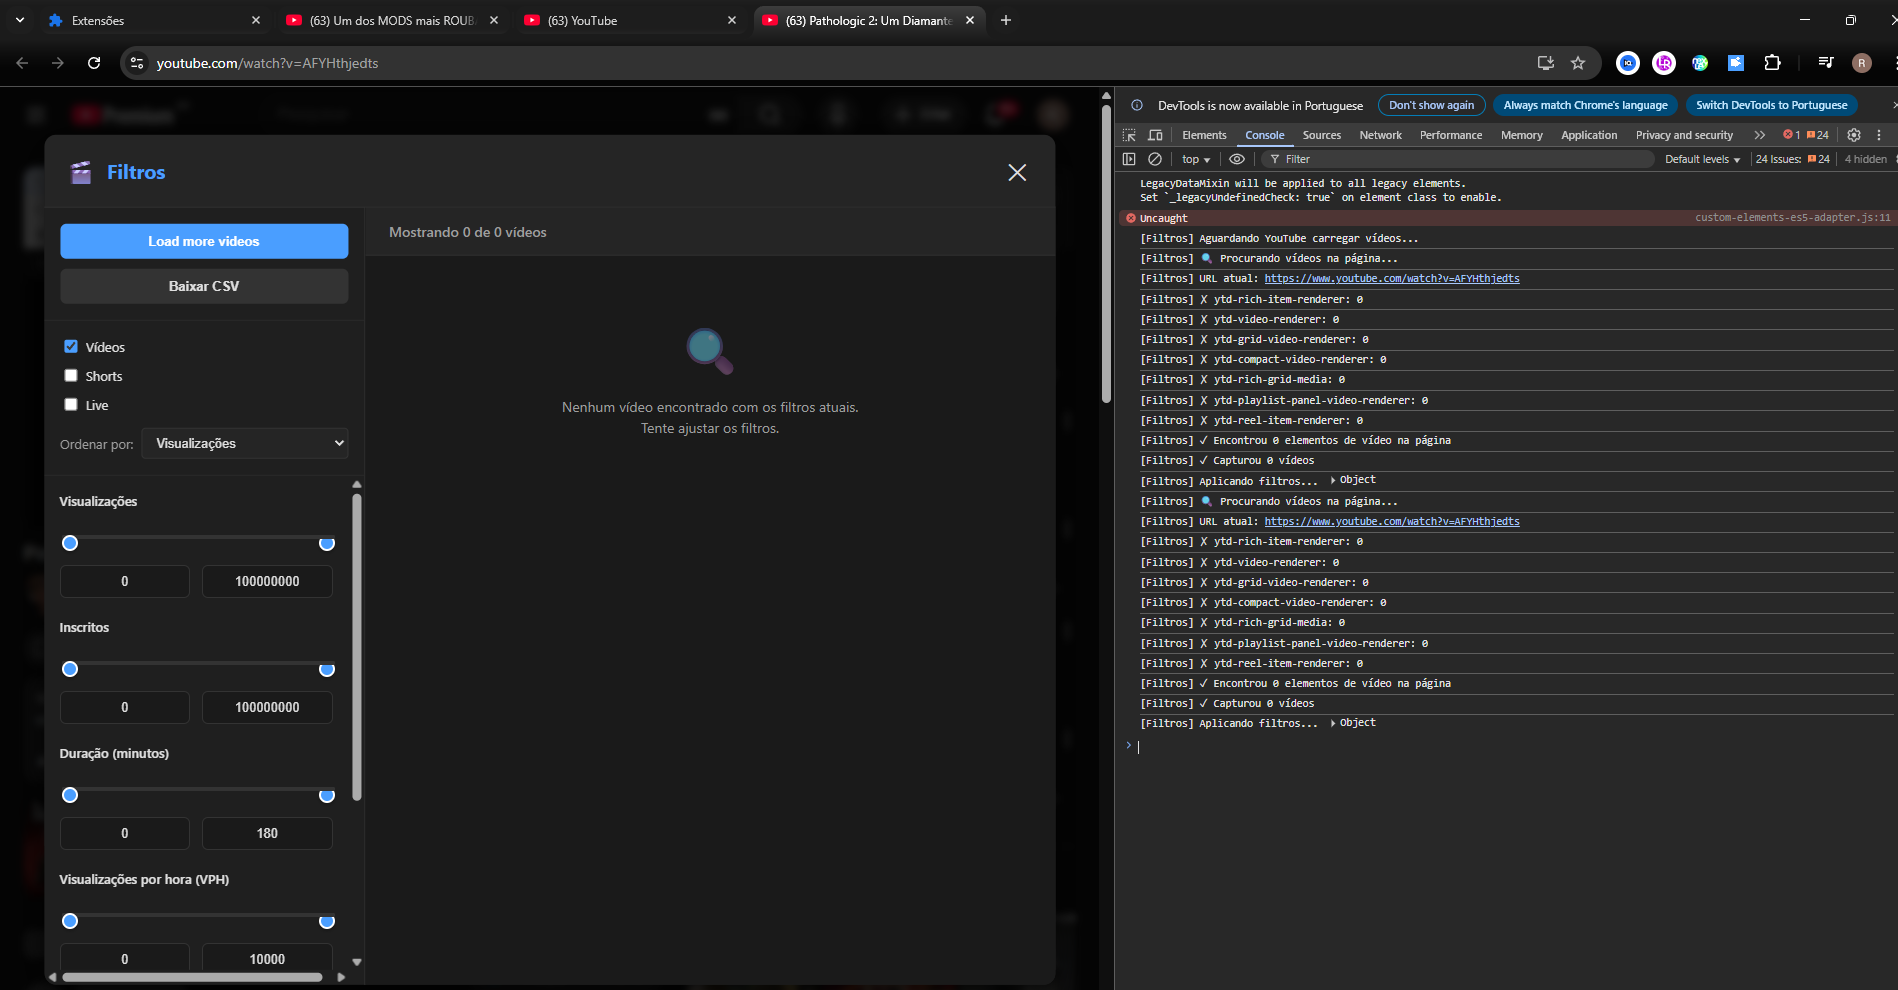 Extensões
(63) Um dos MODS mais ROUB
(63) YouTube
(63) Pathologic 2: Um Diamante
youtube.com/watch?v=AFYHthjedts
R
Filtros
Load more videos
Baixar CSV
Vídeos
Shorts
Live
Ordenar por:
Visualizações
Visualizações
0
100000000
Inscritos
0
100000000
Duração (minutos)
0
180
Visualizações por hora (VPH)
0
10000
Mostrando 0 de 0 vídeos
Nenhum vídeo encontrado com os filtros atuais.
Tente ajustar os filtros.
DevTools is now available in Portuguese
Don't show again
Always match Chrome's language
Switch DevTools to Portuguese
Elements
Console
Sources
Network
Performance
Memory
Application
Privacy and security
1
24
top
Filter
Default levels
24 Issues:
24
4 hidden
LegacyDataMixin will be applied to all legacy elements.
Set `_legacyUndefinedCheck: true` on element class to enable.
Uncaught
custom-elements-es5-adapter.js:11
[Filtros] Aguardando YouTube carregar vídeos...
[Filtros] 🔍 Procurando vídeos na página...
[Filtros] URL atual: https://www.youtube.com/watch?v=AFYHthjedts
[Filtros] ✗ ytd-rich-item-renderer: 0
[Filtros] ✗ ytd-video-renderer: 0
[Filtros] ✗ ytd-grid-video-renderer: 0
[Filtros] ✗ ytd-compact-video-renderer: 0
[Filtros] ✗ ytd-rich-grid-media: 0
[Filtros] ✗ ytd-playlist-panel-video-renderer: 0
[Filtros] ✗ ytd-reel-item-renderer: 0
[Filtros] ✓ Encontrou 0 elementos de vídeo na página
[Filtros] ✓ Capturou 0 vídeos
[Filtros] Aplicando filtros... ▶ Object
[Filtros] 🔍 Procurando vídeos na página...
[Filtros] URL atual: https://www.youtube.com/watch?v=AFYHthjedts
[Filtros] ✗ ytd-rich-item-renderer: 0
[Filtros] ✗ ytd-video-renderer: 0
[Filtros] ✗ ytd-grid-video-renderer: 0
[Filtros] ✗ ytd-compact-video-renderer: 0
[Filtros] ✗ ytd-rich-grid-media: 0
[Filtros] ✗ ytd-playlist-panel-video-renderer: 0
[Filtros] ✗ ytd-reel-item-renderer: 0
[Filtros] ✓ Encontrou 0 elementos de vídeo na página
[Filtros] ✓ Capturou 0 vídeos
[Filtros] Aplicando filtros... ▶ Object